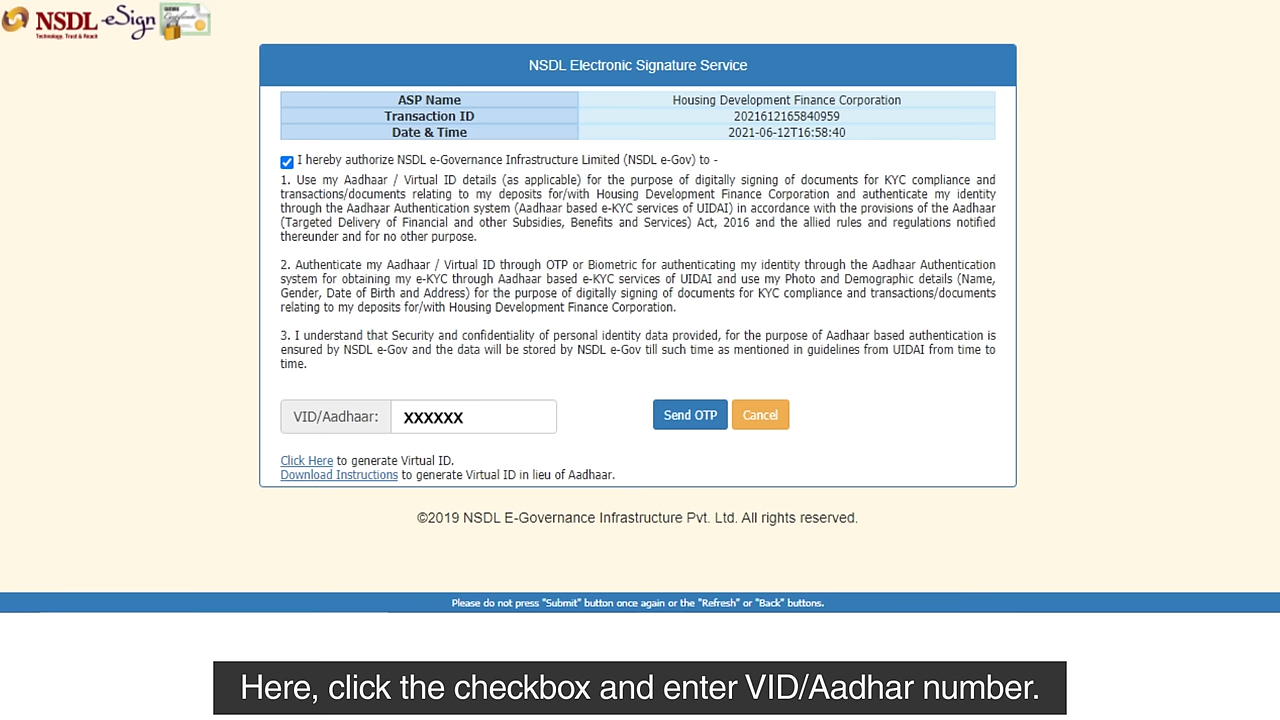 NSDL eSign
Technology, Trust & Reach
NSDL Electronic Signature Service
ASP Name Housing Development Finance Corporation
Transaction ID 2021612165840959
Date & Time 2021-06-12T16:58:40
I hereby authorize NSDL e-Governance Infrastructure Limited (NSDL e-Gov) to -
1. Use my Aadhaar / Virtual ID details (as applicable) for the purpose of digitally signing of documents for KYC compliance and
transactions/documents relating to my deposits for/with Housing Development Finance Corporation and authenticate my identity
through the Aadhaar Authentication system (Aadhaar based e-KYC services of UIDAI) in accordance with the provisions of the Aadhaar
(Targeted Delivery of Financial and other Subsidies, Benefits and Services) Act, 2016 and the allied rules and regulations notified
thereunder and for no other purpose.
2. Authenticate my Aadhaar / Virtual ID through OTP or Biometric for authenticating my identity through the Aadhaar Authentication
system for obtaining my e-KYC through Aadhaar based e-KYC services of UIDAI and use my Photo and Demographic details (Name,
Gender, Date of Birth and Address) for the purpose of digitally signing of documents for KYC compliance and transactions/documents
relating to my deposits for/with Housing Development Finance Corporation.
3. I understand that Security and confidentiality of personal identity data provided, for the purpose of Aadhaar based authentication is
ensured by NSDL e-Gov and the data will be stored by NSDL e-Gov till such time as mentioned in guidelines from UIDAI from time to
time.
VID/Aadhaar: XXXXXX Send OTP Cancel
Click Here to generate Virtual ID.
Download Instructions to generate Virtual ID in lieu of Aadhaar.
©2019 NSDL E-Governance Infrastructure Pvt. Ltd. All rights reserved.
Please do not press "Submit" button once again or the "Refresh" or "Back" buttons.
Here, click the checkbox and enter VID/Aadhar number.